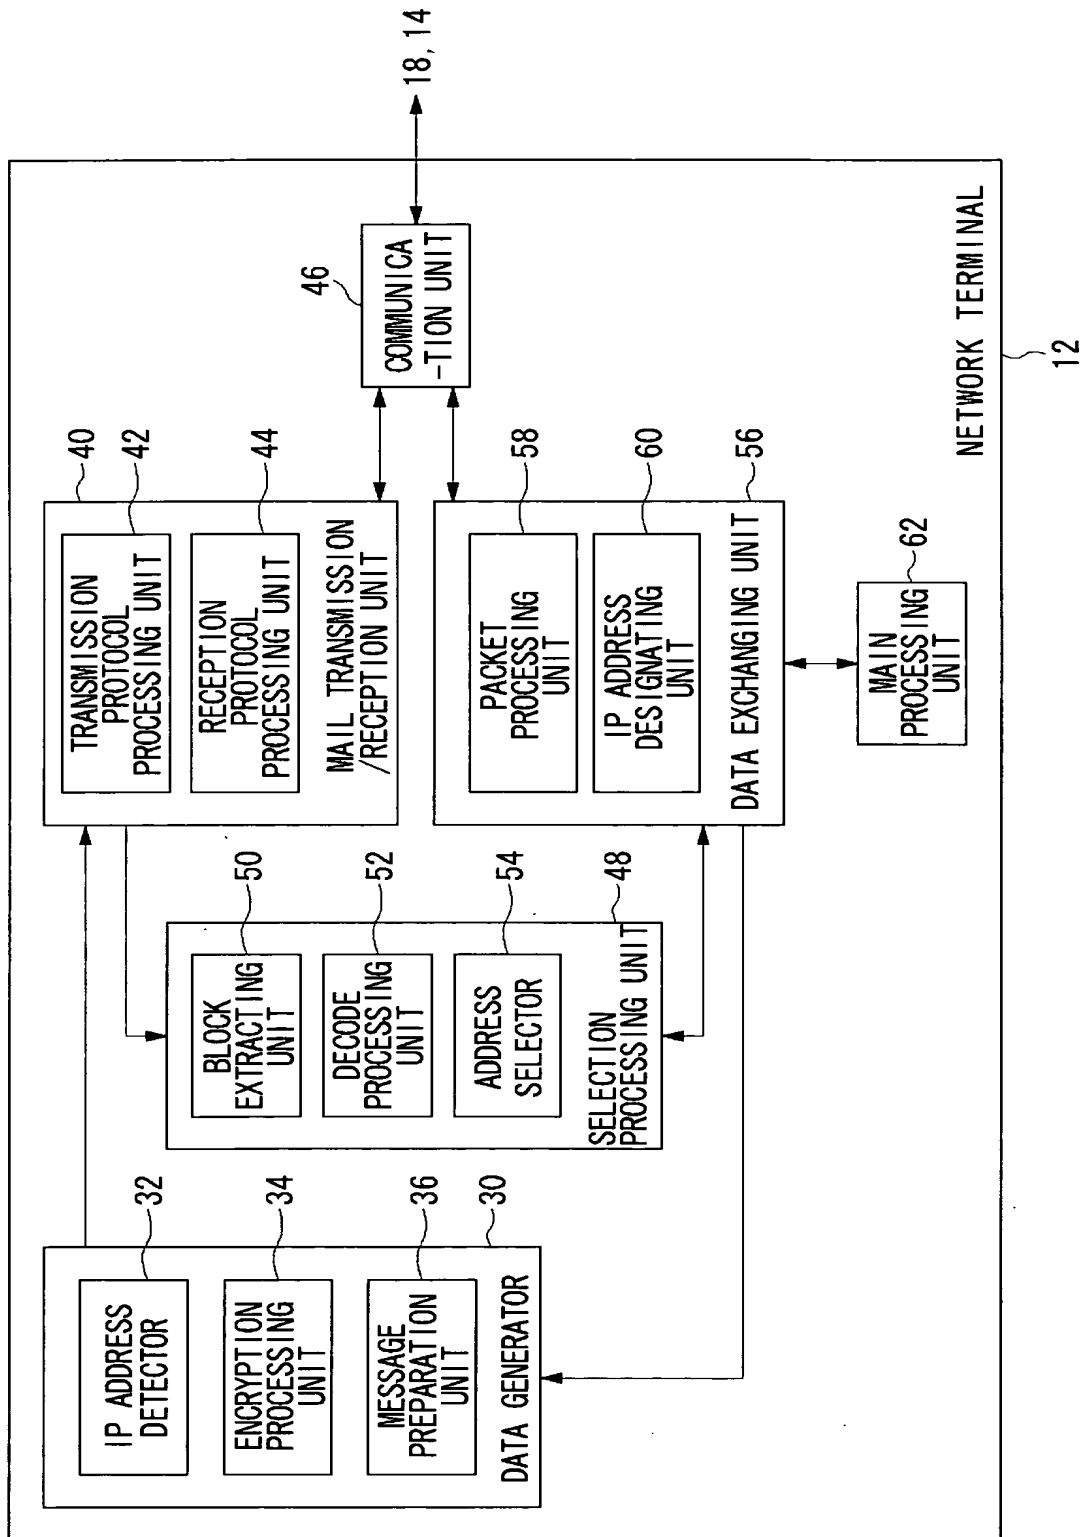 30
32
IP ADDRESS
DETECTOR
34
ENCRYPTION
PROCESSING
UNIT
36
MESSAGE
PREPARATION
UNIT
DATA GENERATOR
50
BLOCK
EXTRACTING
UNIT
52
DECODE
PROCESSING
UNIT
54
ADDRESS
SELECTOR
48
SELECTION
PROCESSING UNIT
40
42
TRANSMISSION
PROTOCOL
PROCESSING UNIT
44
RECEPTION
PROTOCOL
PROCESSING UNIT
MAIL TRANSMISSION
/RECEPTION UNIT
58
PACKET
PROCESSING
UNIT
60
IP ADDRESS
DESIGNATING
UNIT
56
DATA EXCHANGING UNIT
62
MAIN
PROCESSING
UNIT
46
COMMUNICA
-TION UNIT
18, 14
NETWORK TERMINAL
12